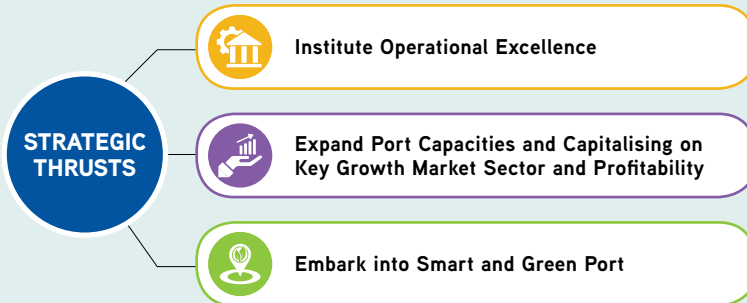 STRATEGIC
THRUSTS
Institute Operational Excellence
Expand Port Capacities and Capitalising on
Key Growth Market Sector and Profitability
Embark into Smart and Green Port